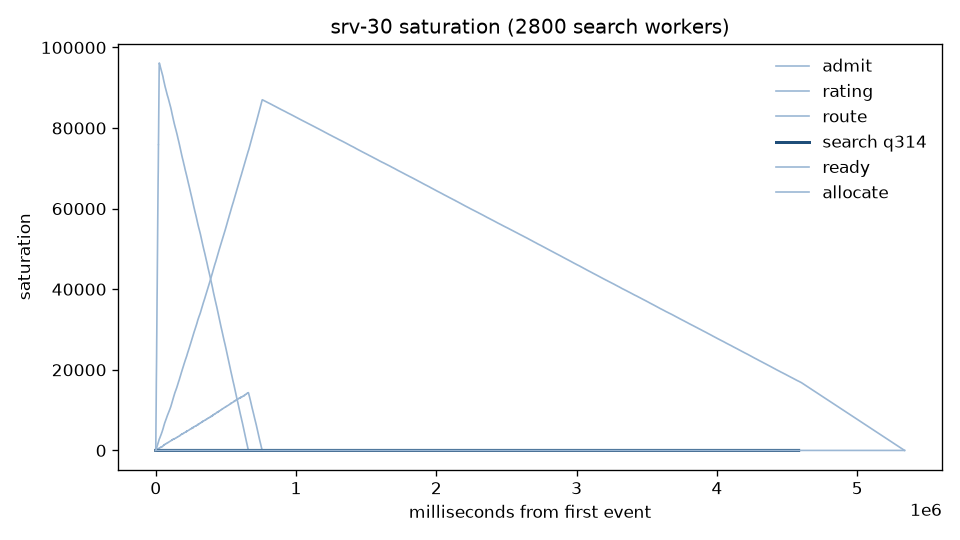 srv-30 saturation (2800 search workers)
100000
80000
60000
40000
20000
0
saturation
admit
rating
route
search q314
ready
allocate
0
1
2
3
4
5
1e6
milliseconds from first event